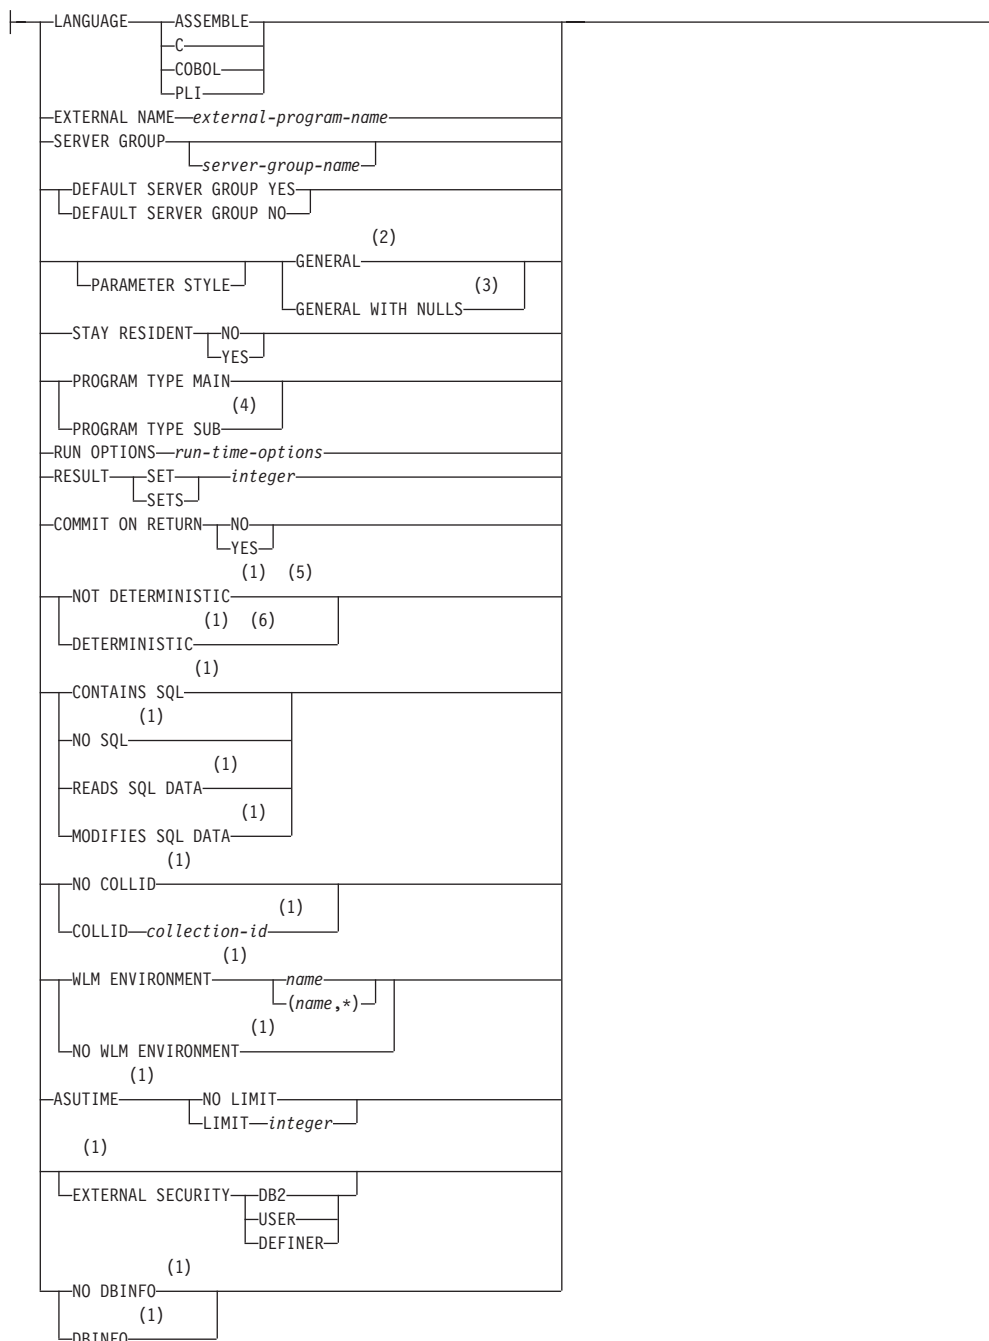 LANGUAGE ASSEMBLE
C
COBOL
PLI
EXTERNAL NAME external-program-name
SERVER GROUP
server-group-name
DEFAULT SERVER GROUP YES
DEFAULT SERVER GROUP NO
(2)
GENERAL
PARAMETER STYLE (3)
GENERAL WITH NULLS
STAY RESIDENT NO
YES
PROGRAM TYPE MAIN
(4)
PROGRAM TYPE SUB
RUN OPTIONS run-time-options
RESULT SET integer
SETS
COMMIT ON RETURN NO
YES
(1) (5)
NOT DETERMINISTIC
(1) (6)
DETERMINISTIC
(1)
CONTAINS SQL
(1)
NO SQL
(1)
READS SQL DATA
(1)
MODIFIES SQL DATA
(1)
NO COLLID
(1)
COLLID collection-id
(1)
WLM ENVIRONMENT name
(name,*)
(1)
NO WLM ENVIRONMENT
(1)
ASUTIME NO LIMIT
LIMIT integer
(1)
EXTERNAL SECURITY DB2
USER
DEFINER
(1)
NO DBINFO
(1)
DBINFO